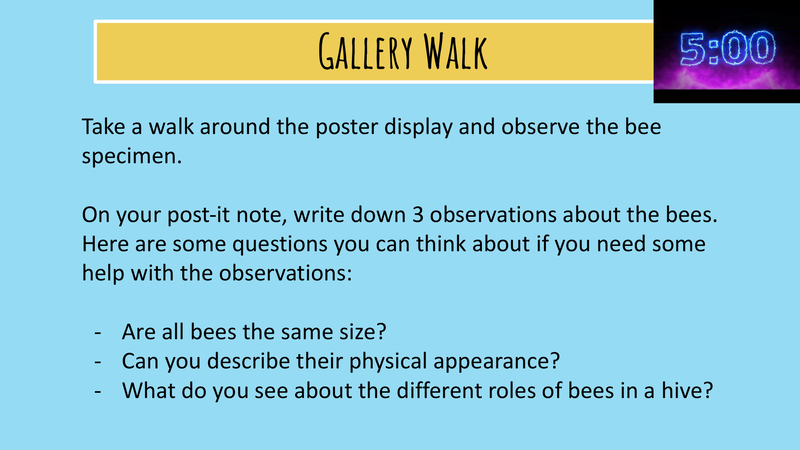 Gallery Walk
5:00
Take a walk around the poster display and observe the bee
specimen.
On your post-it note, write down 3 observations about the bees.
Here are some questions you can think about if you need some
help with the observations:
- Are all bees the same size?
- Can you describe their physical appearance?
- What do you see about the different roles of bees in a hive?